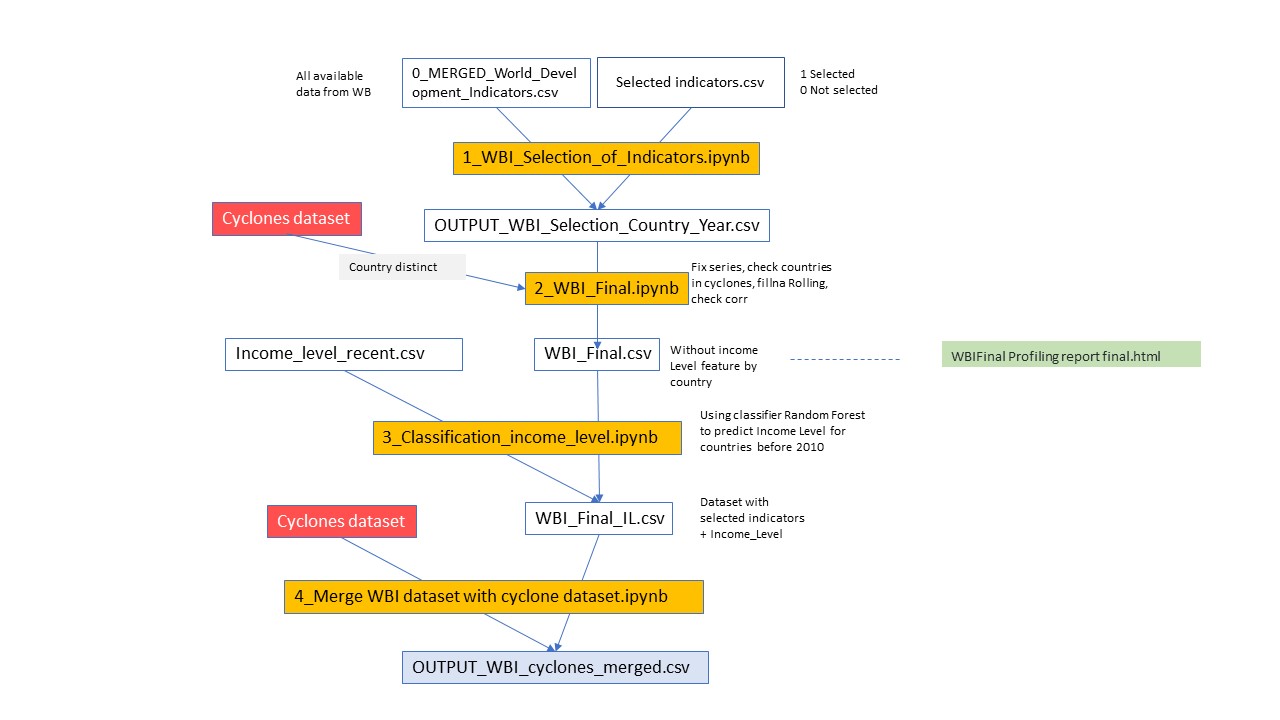 All available
data from WB
0_MERGED_World_Devel
opment_Indicators.csv
Selected indicators.csv
1 Selected
0 Not selected
1_WBI_Selection_of_Indicators.ipynb
Cyclones dataset
OUTPUT_WBI_Selection_Country_Year.csv
Country distinct
2_WBI_Final.ipynb
Fix series, check countries
in cyclones, fillna Rolling,
check corr
Income_level_recent.csv
WBI_Final.csv
Without income
Level feature by
country
WBIFinal Profiling report final.html
3_Classification_income_level.ipynb
Using classifier Random Forest
to predict Income Level for
countries before 2010
Cyclones dataset
WBI_Final_IL.csv
Dataset with
selected indicators
+ Income_Level
4_Merge WBI dataset with cyclone dataset.ipynb
OUTPUT_WBI_cyclones_merged.csv